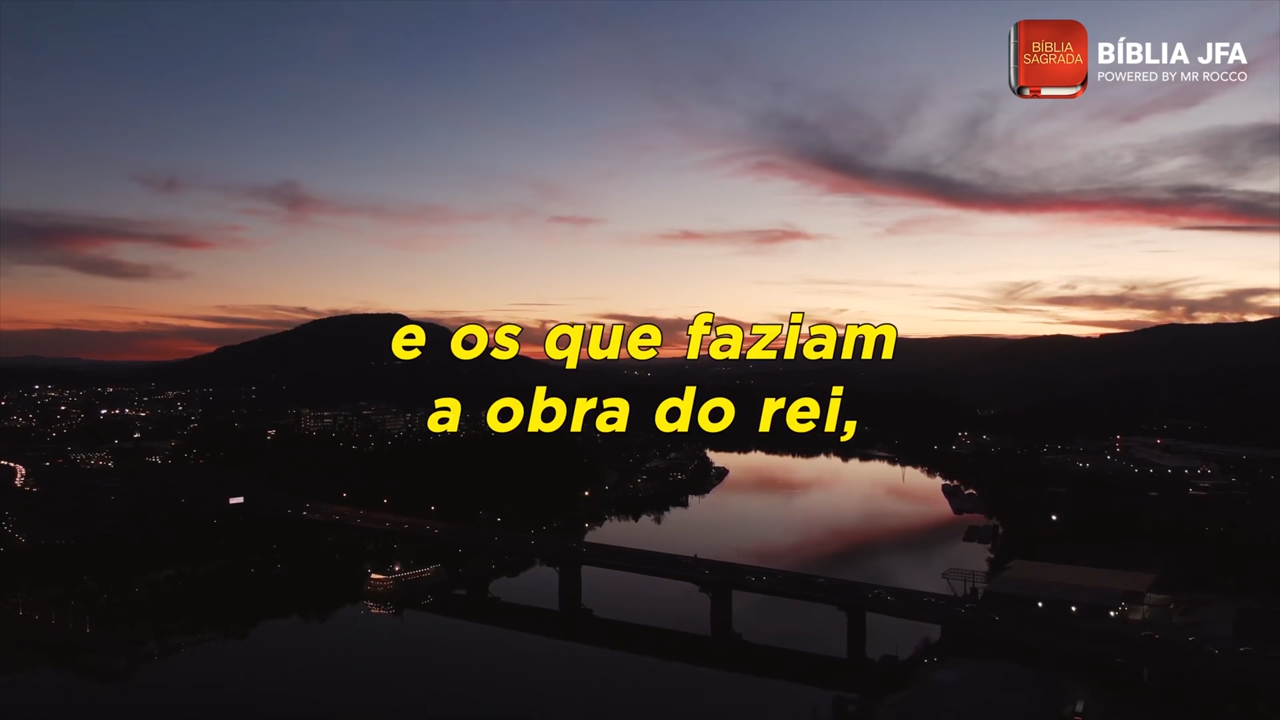 BÍBLIA
SAGRADA
BÍBLIA JFA
POWERED BY MR ROCCO
e os que faziam
a obra do rei,